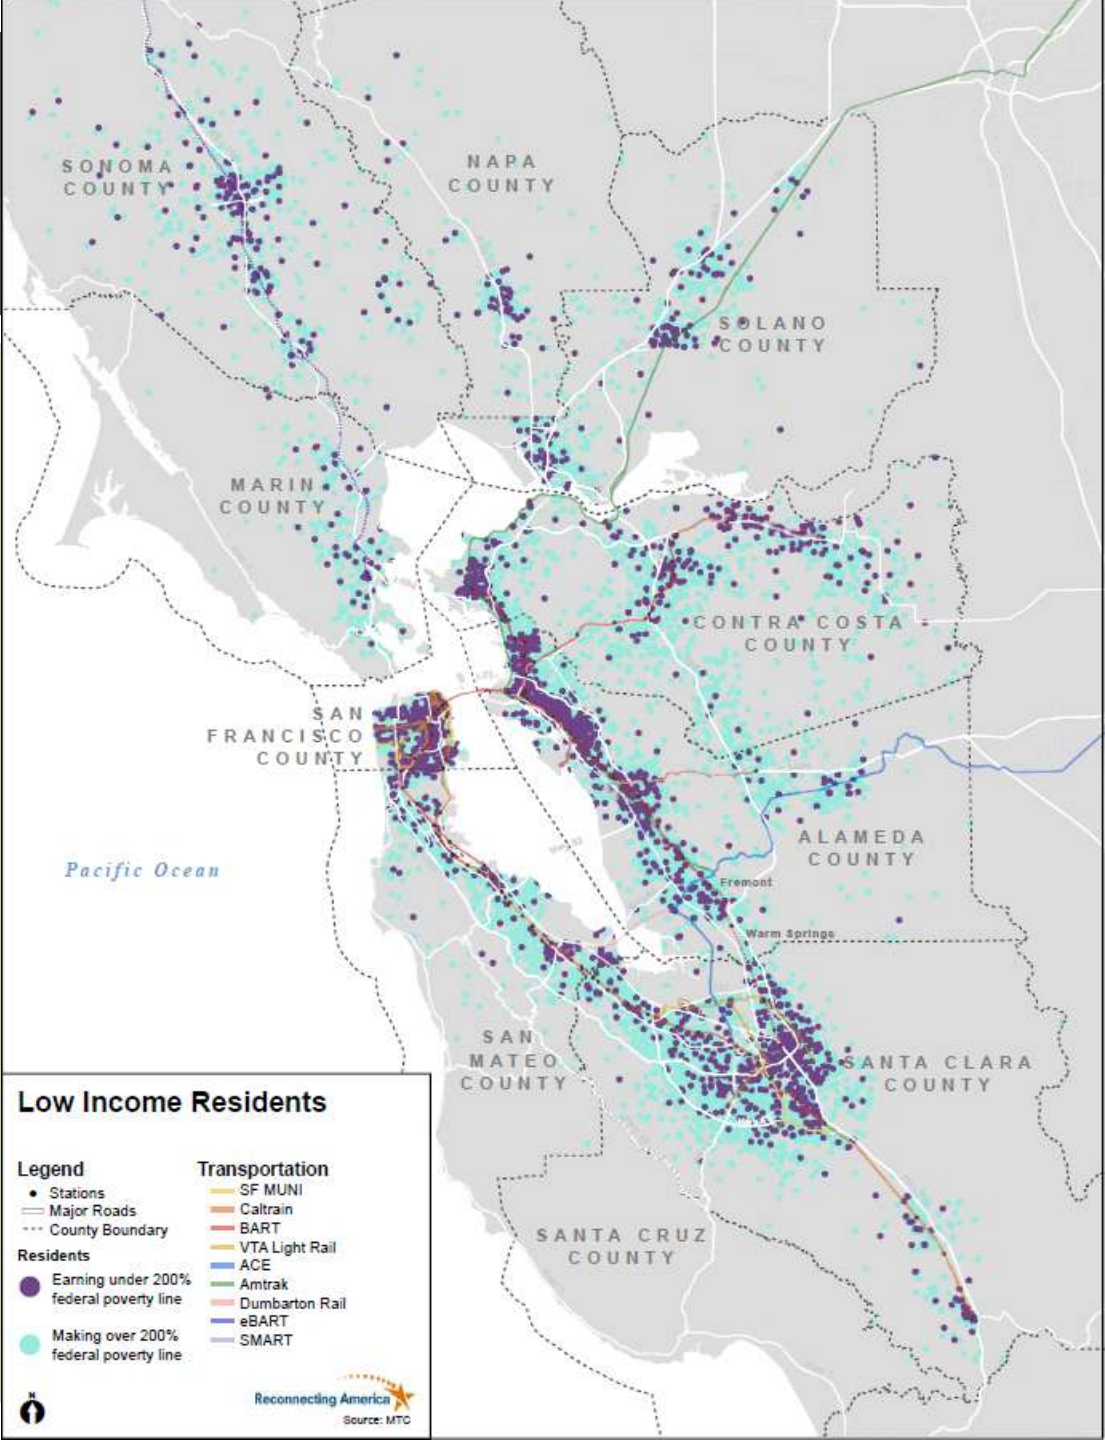 SONOMA
COUNTY
NAPA
COUNTY
SOLANO
COUNTY
MARIN
COUNTY
CONTRA COSTA
COUNTY
SAN
FRANCISCO
COUNTY
ALAMEDA
COUNTY
Pacific Ocean
Fremont
Warm Springs
SAN
MATEO
COUNTY
SANTA CLARA
COUNTY
SANTA CRUZ
COUNTY
Low Income Residents
Legend
Stations
Major Roads
County Boundary
Residents
Earning under 200%
federal poverty line
Making over 200%
federal poverty line
Transportation
SF MUNI
Caltrain
BART
VTA Light Rail
ACE
Amtrak
Dumbarton Rail
eBART
SMART
N
Reconnecting America
Source: MTC